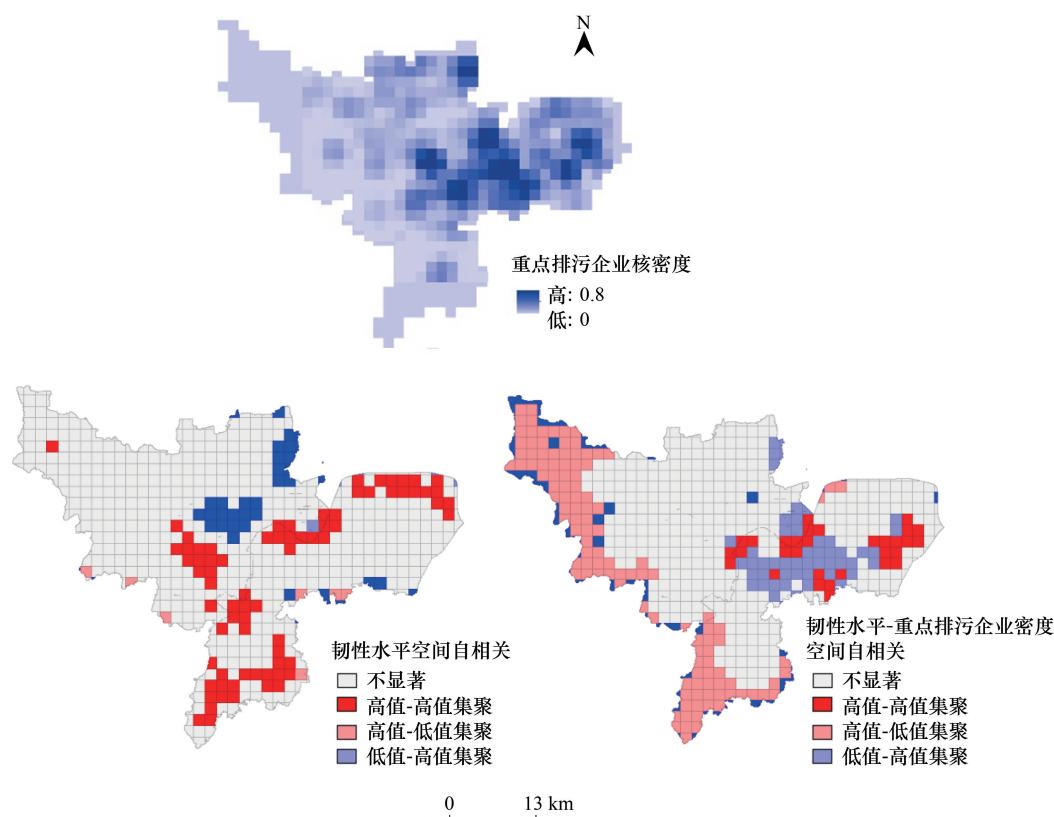 N
重点排污企业核密度
高: 0.8
低: 0
韧性水平空间自相关
不显著
高值-高值集聚
高值-低值集聚
低值-高值集聚
韧性水平-重点排污企业密度
空间自相关
不显著
高值-高值集聚
高值-低值集聚
低值-高值集聚
0 13 km